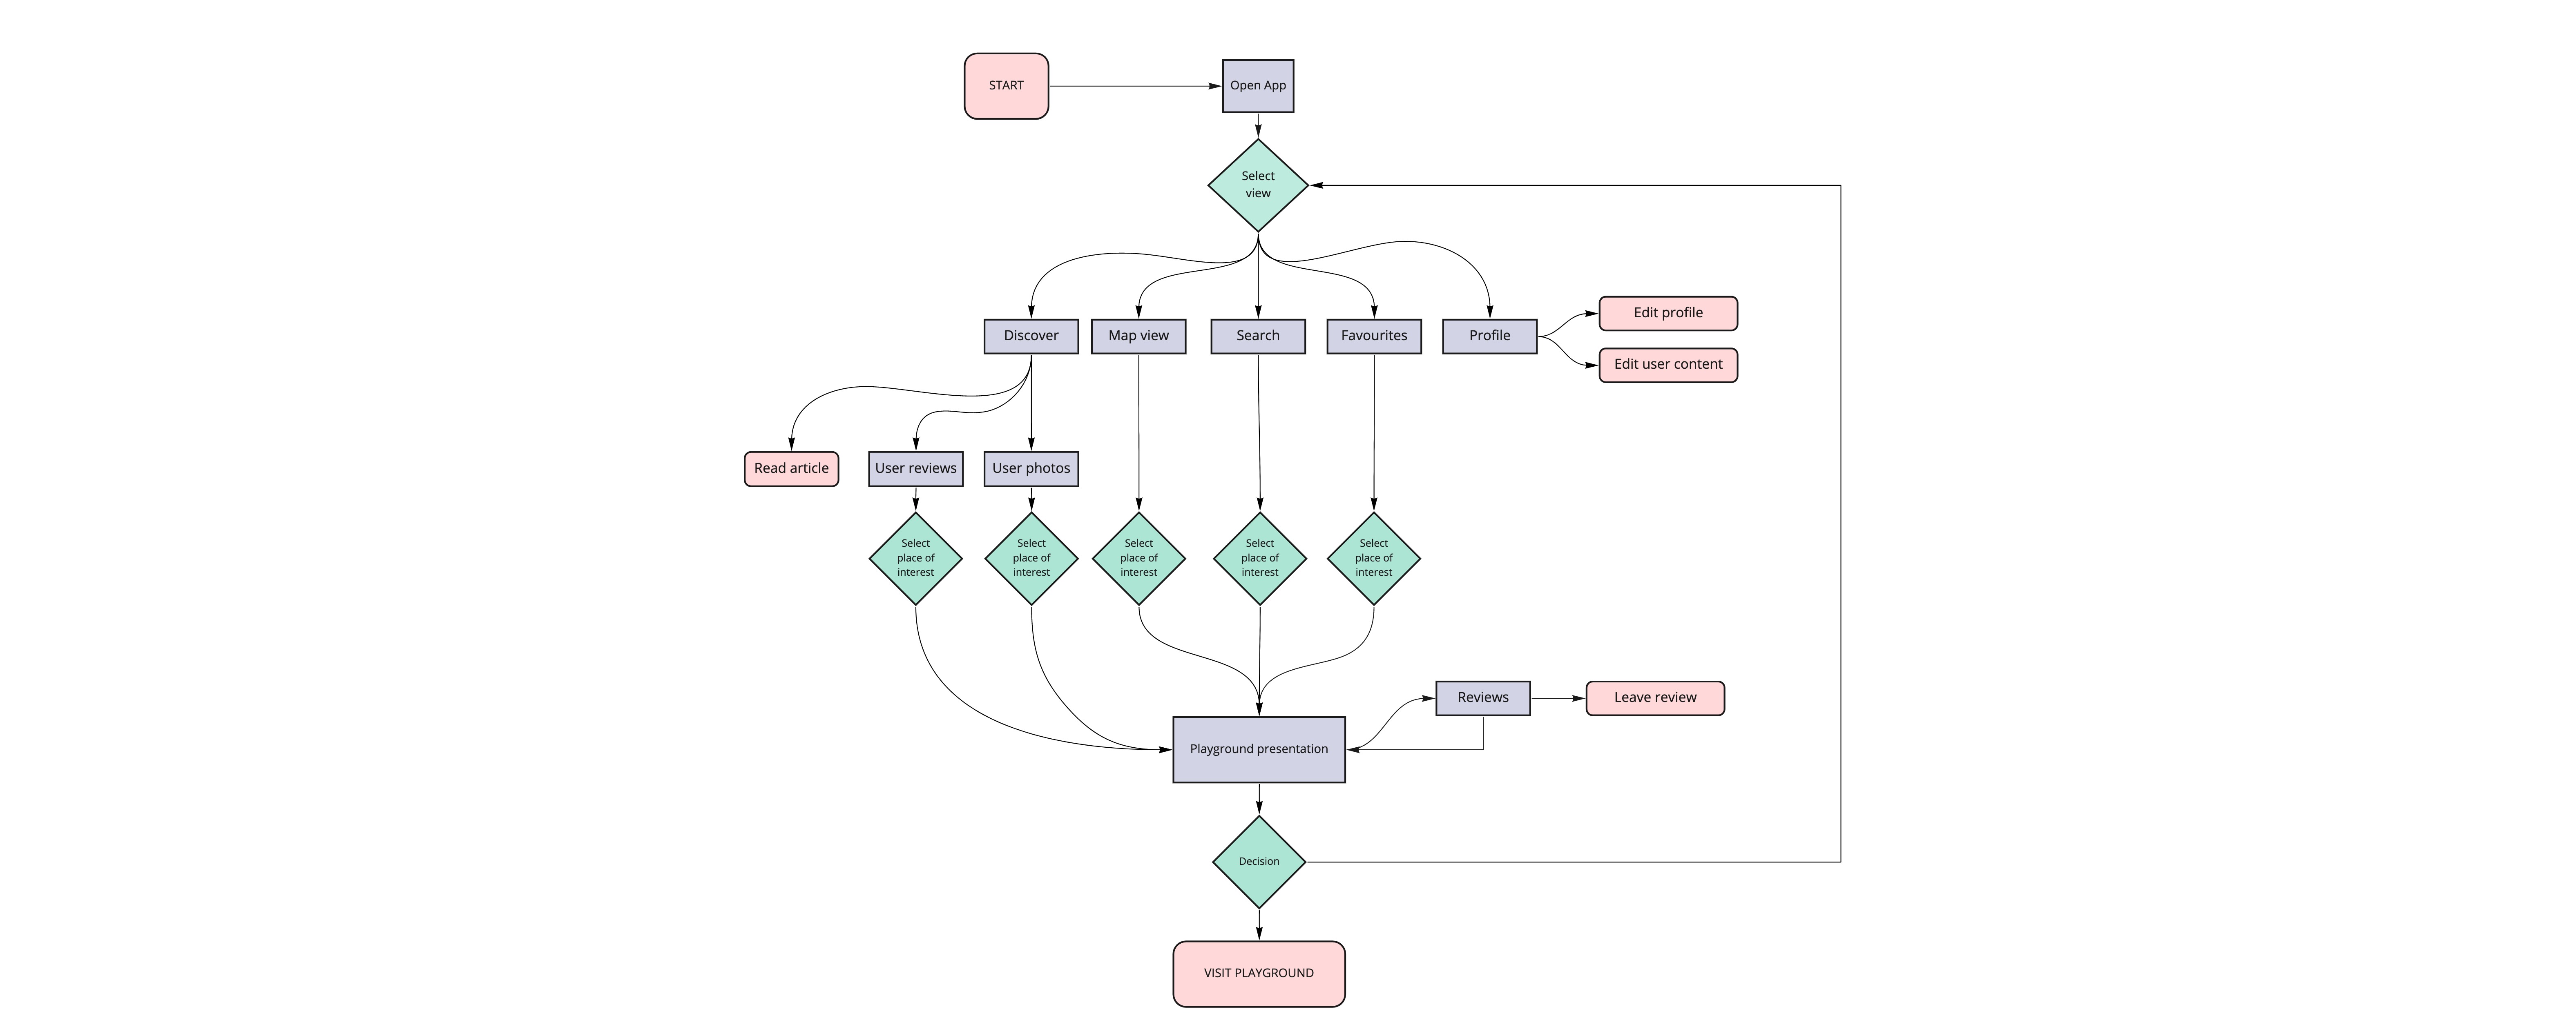 START
Open App
Select
view
Discover
Map view
Search
Favourites
Profile
Edit profile
Edit user content
Read article
User reviews
User photos
Select
place of
interest
Select
place of
interest
Select
place of
interest
Select
place of
interest
Select
place of
interest
Reviews
Leave review
Playground presentation
Decision
VISIT PLAYGROUND